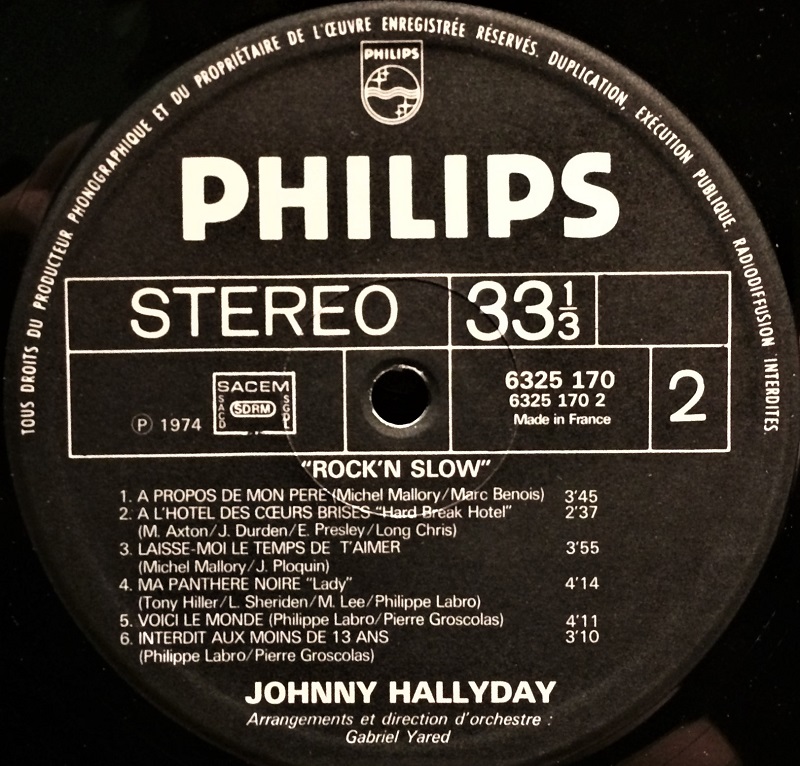 TOUS DROITS DU PRODUCTEUR PHONOGRAPHIQUE ET DU PROPRIÉTAIRE DE L'ŒUVRE ENREGISTRÉE RÉSERVÉS. DUPLICATION, EXÉCUTION PUBLIQUE, RADIODIFFUSION INTERDITES.
PHILIPS
PHILIPS
STEREO 33 1/3
SACEM
SACD SDRM SGDL
Ⓟ 1974
6325 170
6325 170 2
Made in France
2
"ROCK'N SLOW"
1. A PROPOS DE MON PERE (Michel Mallory/Marc Benois) 3'45
2. A L'HOTEL DES CŒURS BRISES "Hard Break Hotel" 2'37
(M. Axton/J. Durden/E. Presley/Long Chris)
3. LAISSE-MOI LE TEMPS DE T'AIMER 3'55
(Michel Mallory/J. Ploquin)
4. MA PANTHERE NOIRE "Lady" 4'14
(Tony Hiller/L. Sheriden/M. Lee/Philippe Labro)
5. VOICI LE MONDE (Philippe Labro/Pierre Groscolas) 4'11
6. INTERDIT AUX MOINS DE 13 ANS 3'10
(Philippe Labro/Pierre Groscolas)
JOHNNY HALLYDAY
Arrangements et direction d'orchestre :
Gabriel Yared